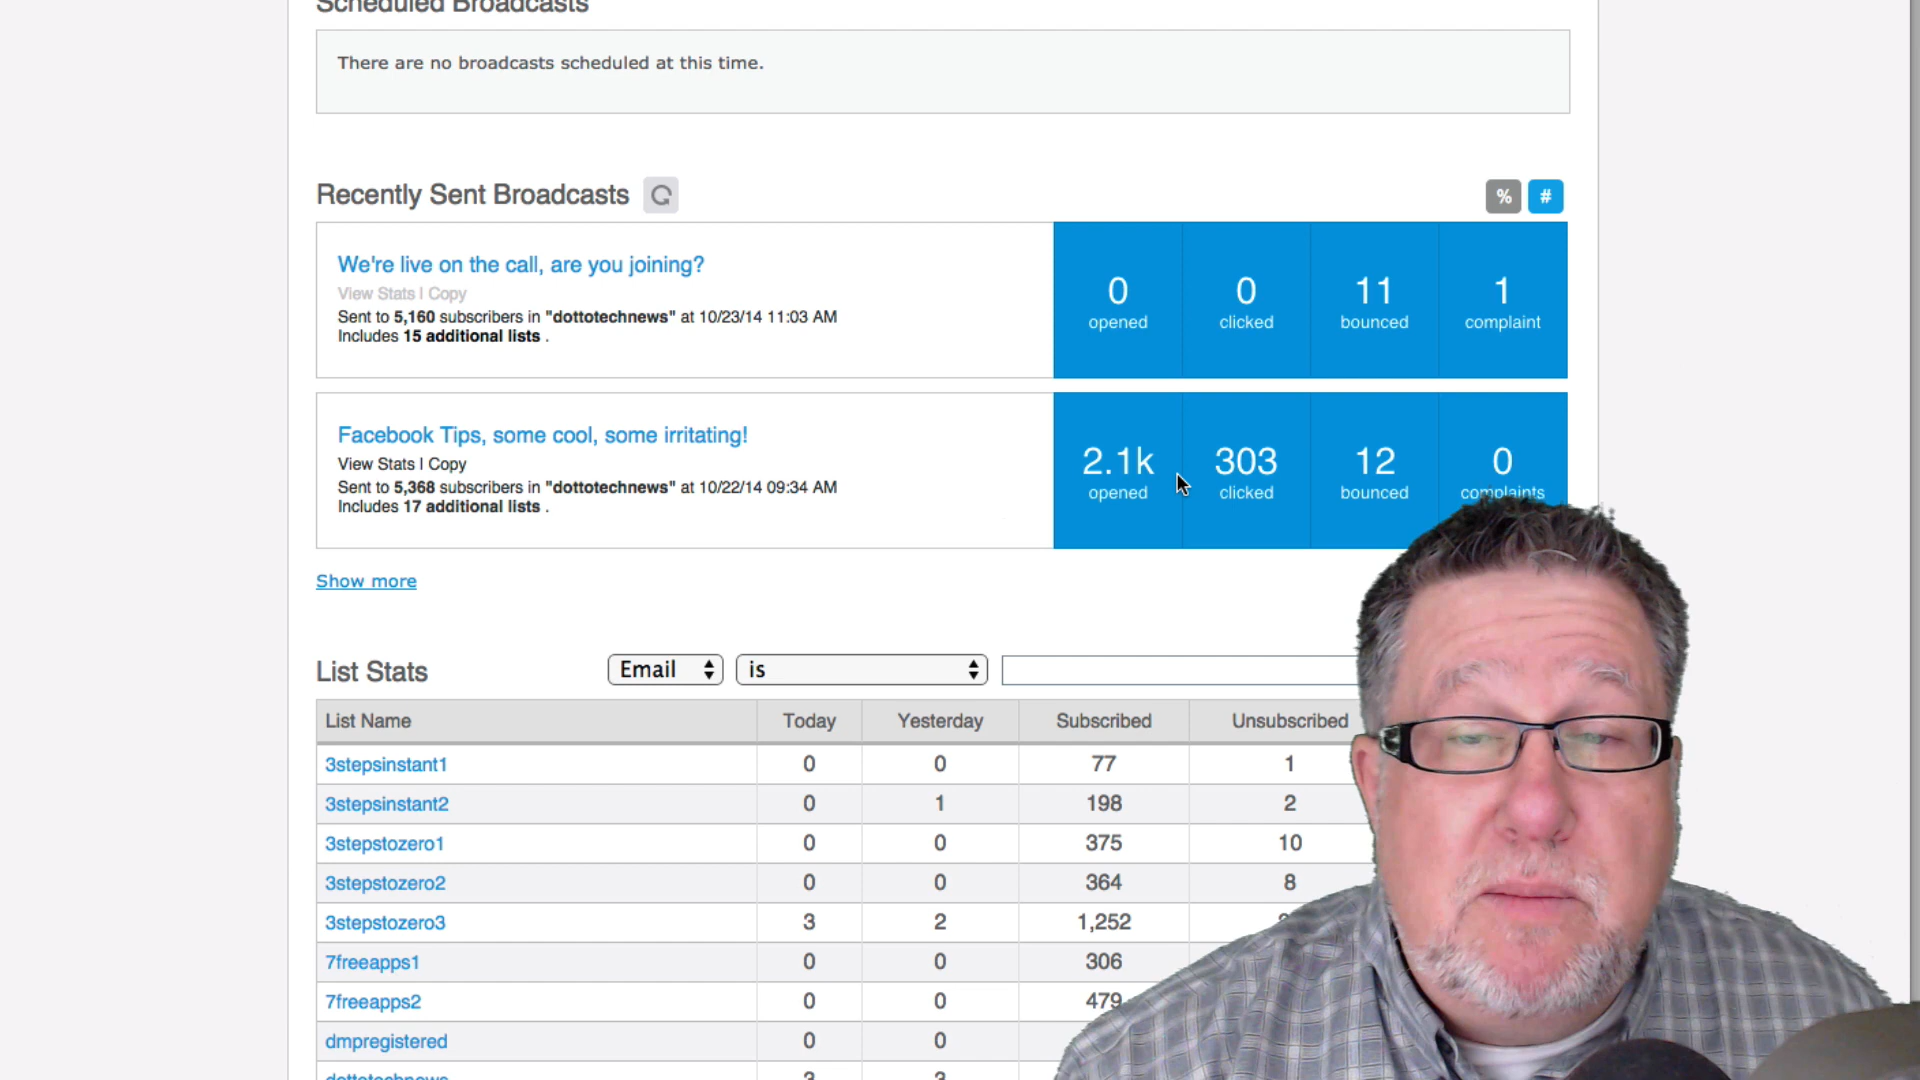 Scheduled Broadcasts
There are no broadcasts scheduled at this time.
Recently Sent Broadcasts
% #
We're live on the call, are you joining?
View Stats | Copy
Sent to 5,160 subscribers in "dottotechnews" at 10/23/14 11:03 AM
Includes 15 additional lists .
0 0 11 1
opened clicked bounced complaint
Facebook Tips, some cool, some irritating!
View Stats | Copy
Sent to 5,368 subscribers in "dottotechnews" at 10/22/14 09:34 AM
Includes 17 additional lists .
2.1k 303 12 0
opened clicked bounced complaints
Show more
List Stats Email is
List Name Today Yesterday Subscribed Unsubscribed
3stepsinstant1 0 0 77 1
3stepsinstant2 0 1 198 2
3stepstozero1 0 0 375 10
3stepstozero2 0 0 364 8
3stepstozero3 3 2 1,252
7freeapps1 0 0 306
7freeapps2 0 0 479
dmpregistered 0 0
dottotechnews 3 3